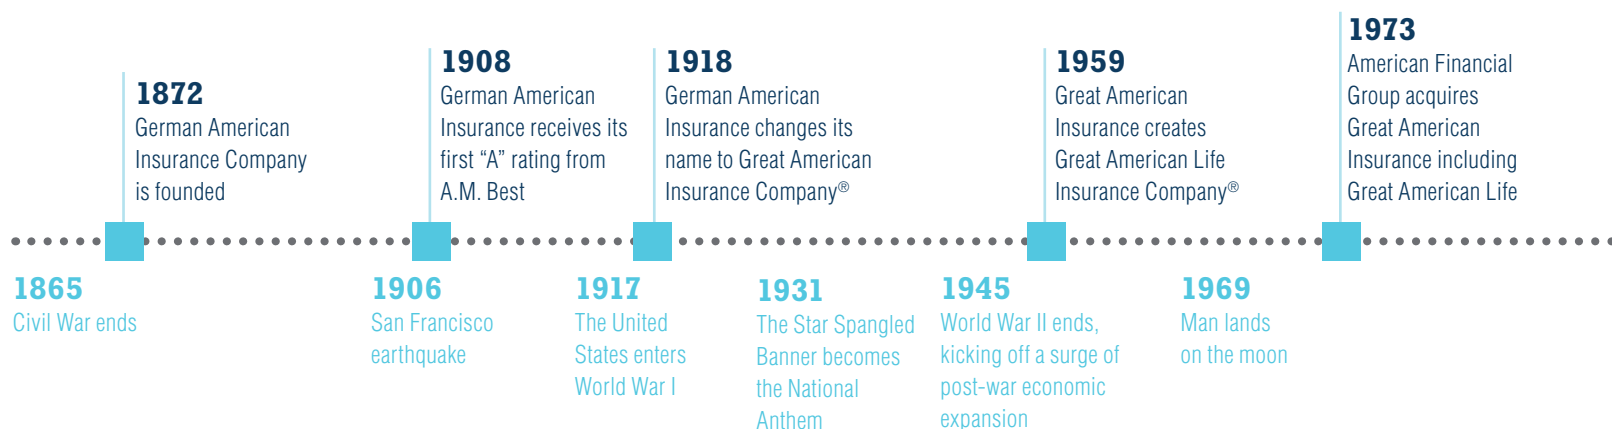 1872
German American
Insurance Company
is founded
1908
German American
Insurance receives its
first “A” rating from
A.M. Best
1918
German American
Insurance changes its
name to Great American
Insurance Company®
1959
Great American
Insurance creates
Great American Life
Insurance Company®
1973
American Financial
Group acquires
Great American
Insurance including
Great American Life
1865
Civil War ends
1906
San Francisco
earthquake
1917
The United
States enters
World War I
1931
The Star Spangled
Banner becomes
the National
Anthem
1945
World War II ends,
kicking off a surge of
post-war economic
expansion
1969
Man lands
on the moon